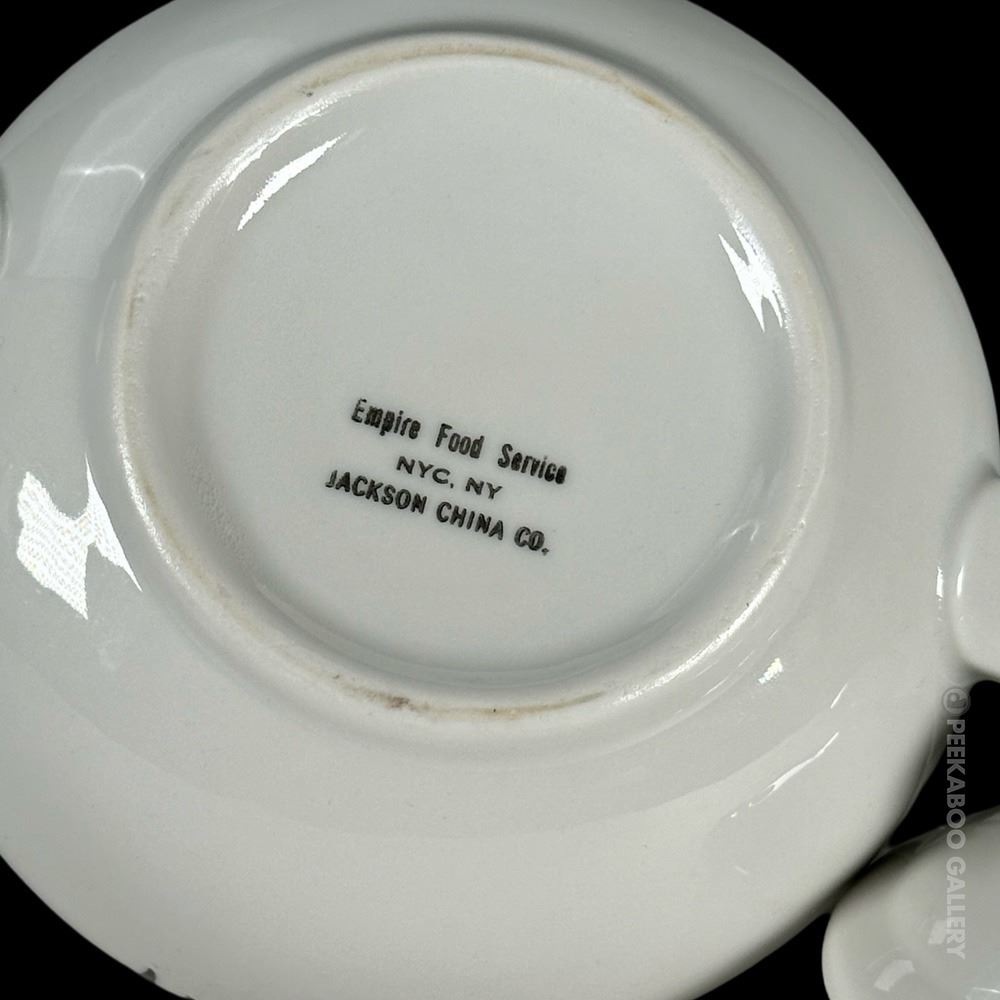 Empire Food Service
NYC, NY
JACKSON CHINA CO.
@PEEKABOO GALLERY